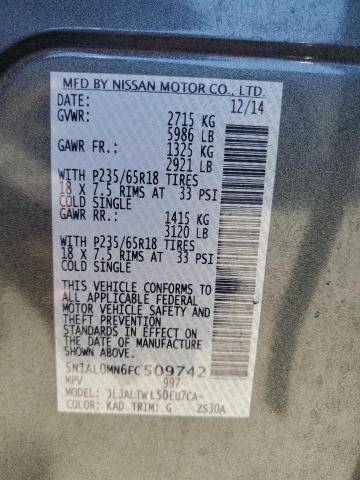 MFD BY NISSAN MOTOR CO., LTD.
DATE: 12/14
GVWR: 2715 KG
5986 LB
GAWR FR.: 1325 KG
2921 LB
WITH P235/65R18 TIRES
18 X 7.5 RIMS AT 33 PSI
COLD SINGLE
GAWR RR.: 1415 KG
3120 LB
WITH P235/65R18 TIRES
18 X 7.5 RIMS AT 33 PSI
COLD SINGLE
THIS VEHICLE CONFORMS TO
ALL APPLICABLE FEDERAL
MOTOR VEHICLE SAFETY
STANDARDS IN EFFECT ON
THE DATE OF MANUFACTURE
SHOWN ABOVE.
5N1AL0MN6FC509742
MPV 997
MODEL: JLJALTWL50EU7CA-
COLOR: KAD TRIM: G ZS30A